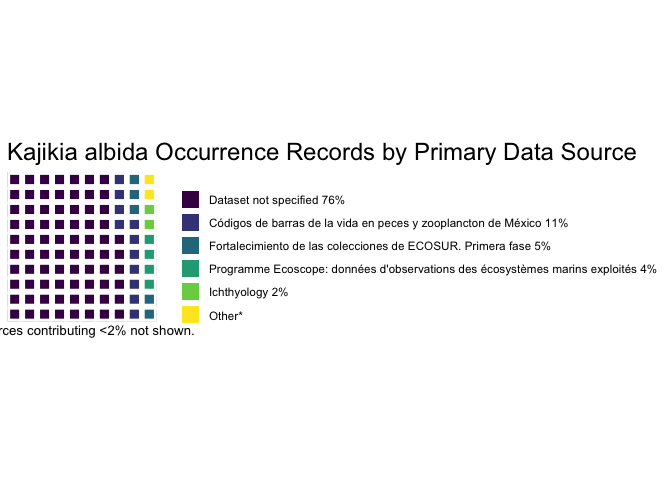 Kajikia albida Occurrence Records by Primary Data Source
Dataset not specified 76%
Códigos de barras de la vida en peces y zooplancton de México 11%
Fortalecimiento de las colecciones de ECOSUR. Primera fase 5%
Programme Ecoscope: données d'observations des écosystèmes marins exploités 4%
Ichthyology 2%
Other*
rces contributing <2% not shown.